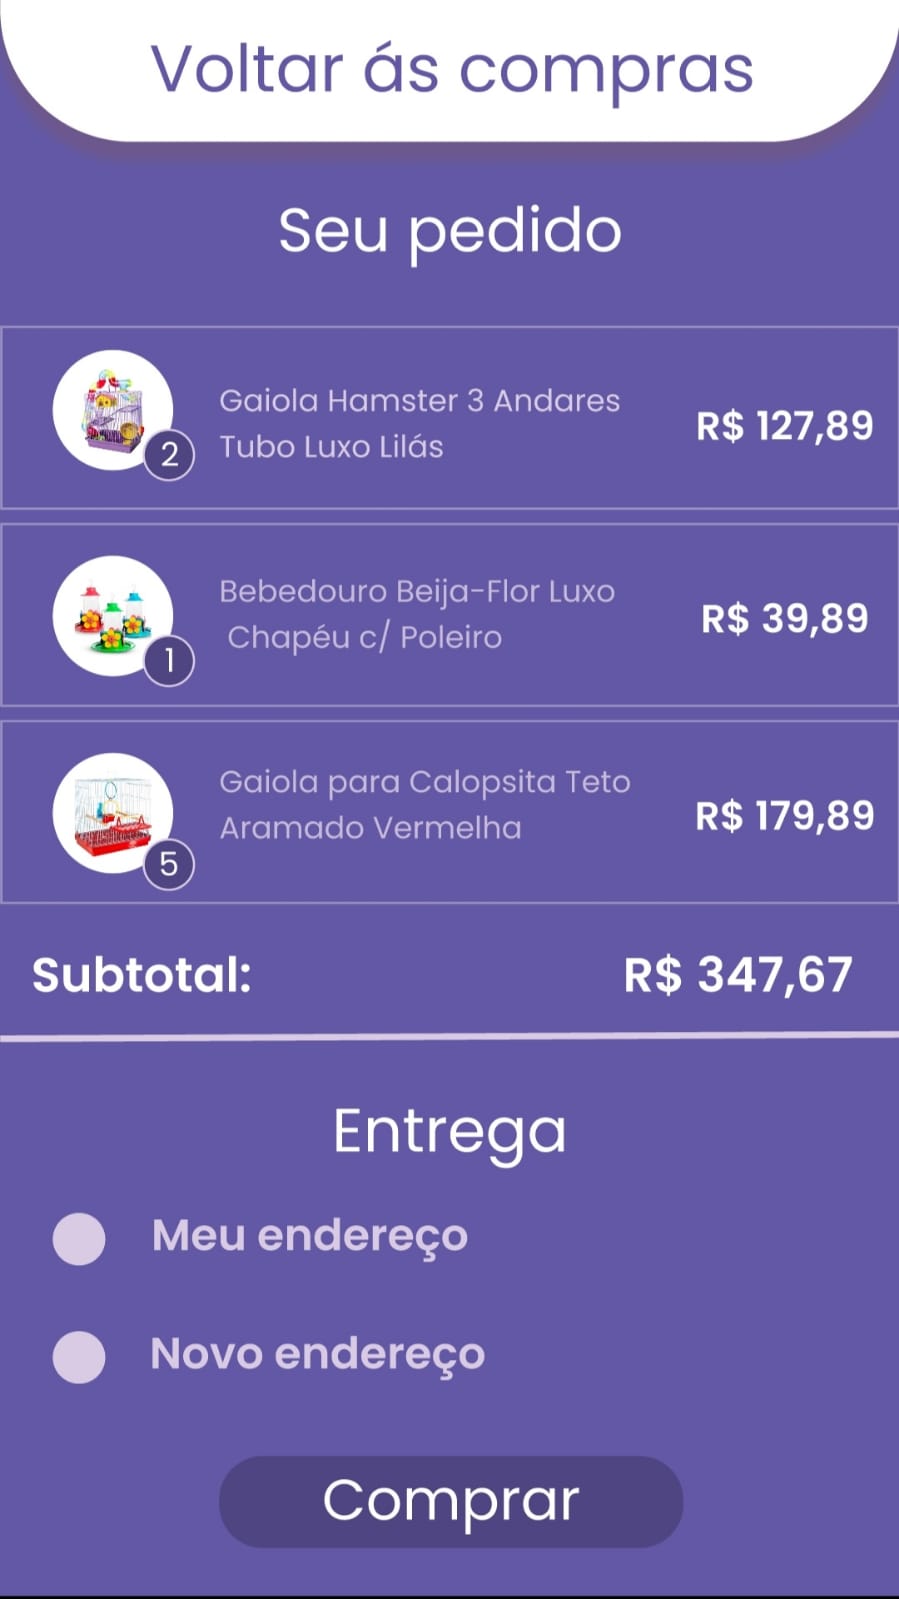 Voltar ás compras
Seu pedido
Gaiola Hamster 3 Andares
Tubo Luxo Lilás
R$ 127,89
2
Bebedouro Beija-Flor Luxo
Chapéu c/ Poleiro
R$ 39,89
1
Gaiola para Calopsita Teto
Aramado Vermelha
R$ 179,89
5
Subtotal: R$ 347,67
Entrega
Meu endereço
Novo endereço
Comprar